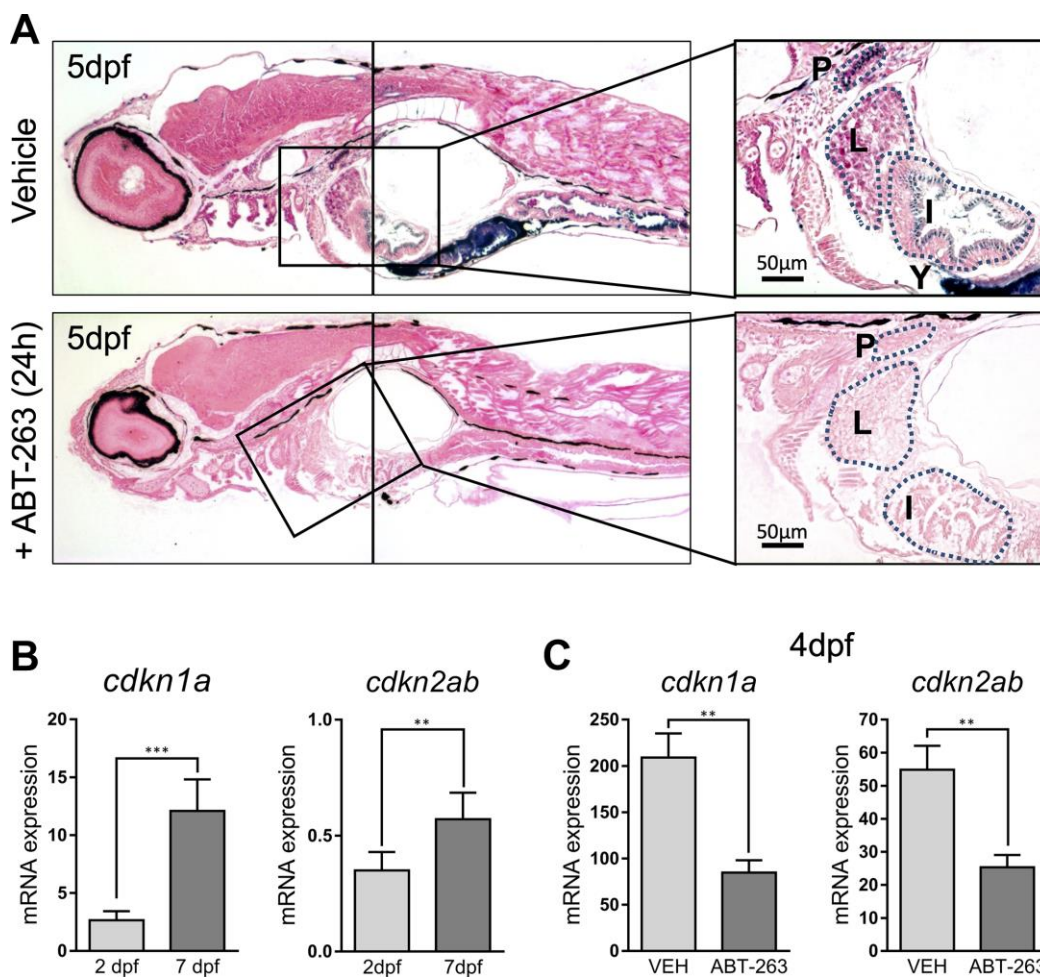 A
Vehicle
5dpf
P
L
I
Y
50µm
+ ABT-263 (24h)
5dpf
P
L
I
50µm
B
cdkn1a
mRNA expression
20
15
10
5
0
***
2 dpf
7 dpf
cdkn2ab
mRNA expression
1.0
0.5
0.0
**
2dpf
7dpf
C
4dpf
cdkn1a
mRNA expression
250
200
150
100
50
0
**
VEH
ABT-263
cdkn2ab
mRNA expression
70
60
50
40
30
20
10
0
**
VEH
ABT-263